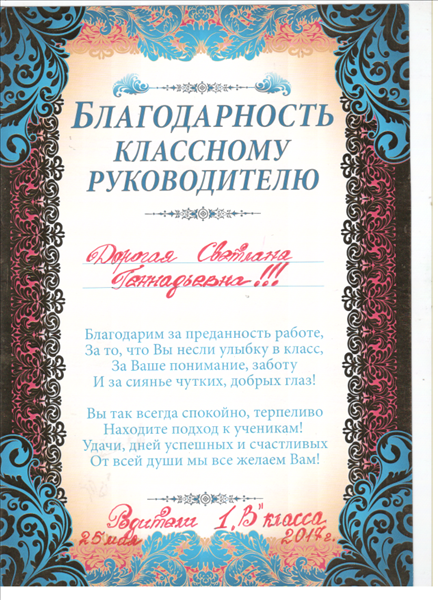 БЛАГОДАРНОСТЬ
КЛАССНОМУ
РУКОВОДИТЕЛЮ
Дорогая Светлана
Геннадьевна!!!
Благодарим за преданность работе,
За то, что Вы несли улыбку в класс,
За Ваше понимание, заботу
И за сиянье чутких, добрых глаз!
Вы так всегда спокойно, терпеливо
Находите подход к ученикам!
Удачи, дней успешных и счастливых
От всей души мы все желаем Вам!
1„В" класса
25 мая 2017г.